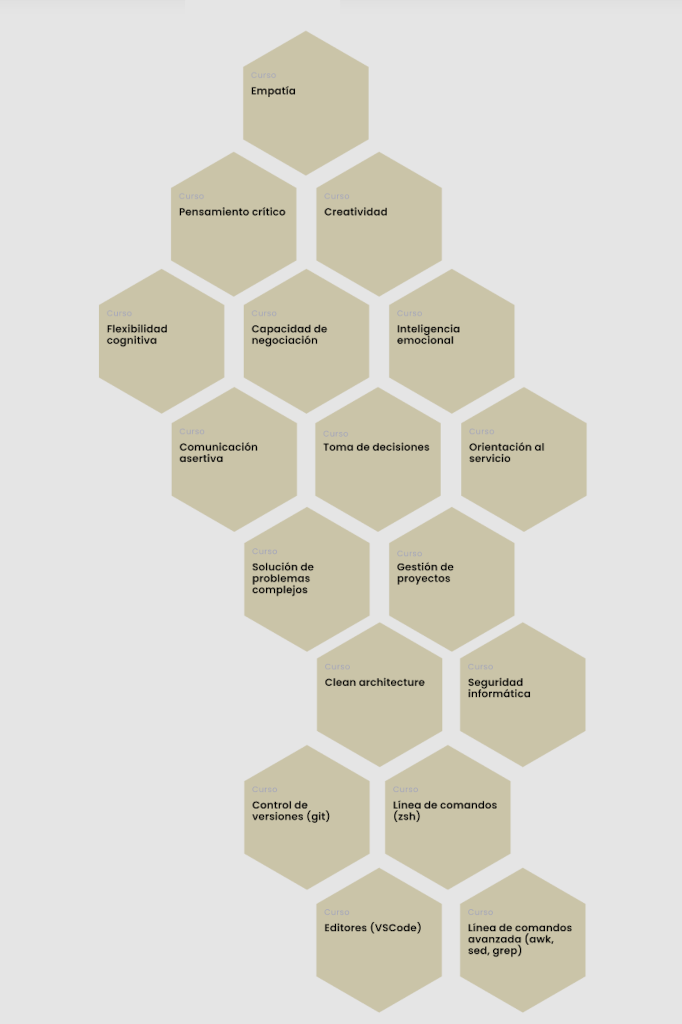 Curso
Empatía
Curso
Pensamiento crítico
Curso
Creatividad
Curso
Flexibilidad
cognitiva
Curso
Capacidad de
negociación
Curso
Inteligencia
emocional
Curso
Comunicación
asertiva
Curso
Toma de decisiones
Curso
Orientación al
servicio
Curso
Solución de
problemas
complejos
Curso
Gestión de
proyectos
Curso
Clean architecture
Curso
Seguridad
informática
Curso
Control de
versiones (git)
Curso
Línea de comandos
(zsh)
Curso
Editores (VSCode)
Curso
Línea de comandos
avanzada (awk,
sed, grep)